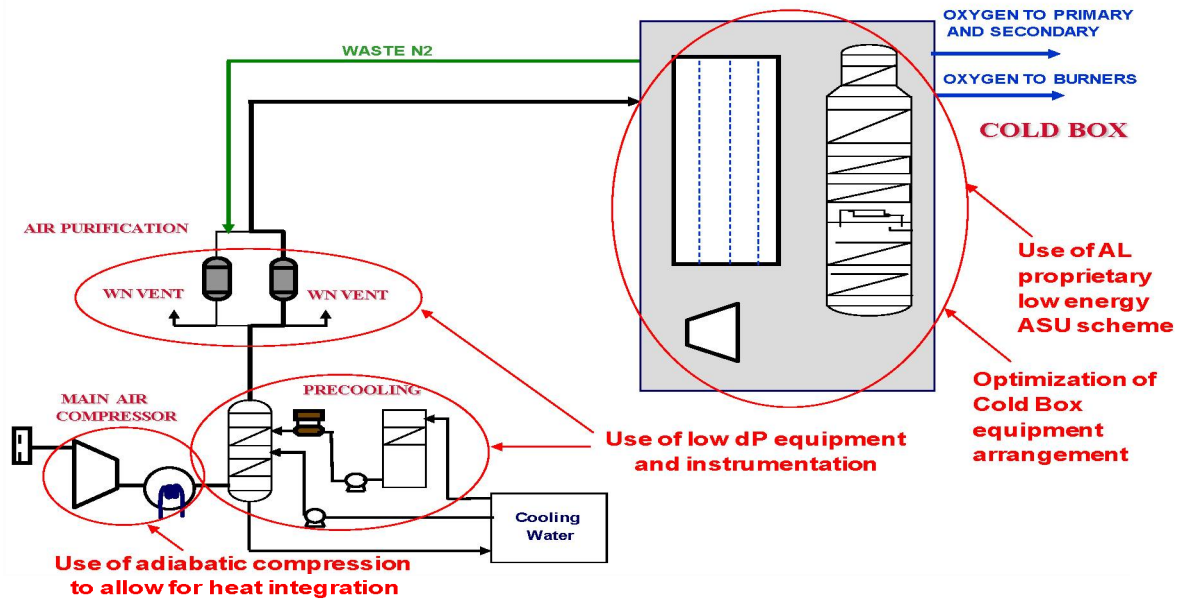 OXYGEN TO PRIMARY
AND SECONDARY
WASTE N2
OXYGEN TO BURNERS
COLD BOX
AIR PURIFICATION
WN VENT
WN VENT
Use of AL
proprietary
low energy
ASU scheme
PRECOOLING
MAIN AIR
COMPRESSOR
Optimization of
Cold Box
equipment
arrangement
Use of low dP equipment
and instrumentation
Cooling
Water
Use of adiabatic compression
to allow for heat integration